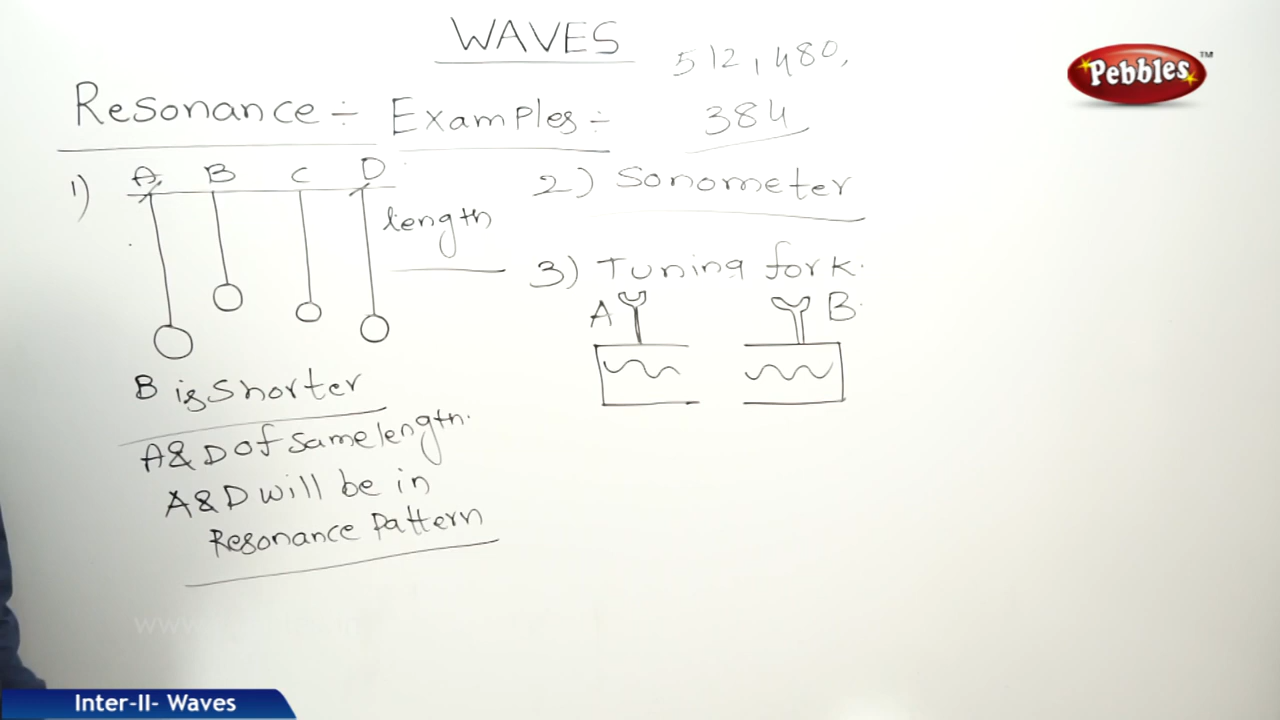 WAVES
512, 480,
384
Pebbles™
Resonance ÷ Examples ÷
1) A B C D
length
2) Sonometer
3) Tuning fork.
A B.
B is shorter
A & D of same length.
A & D will be in
Resonance Pattern
Inter-II- Waves